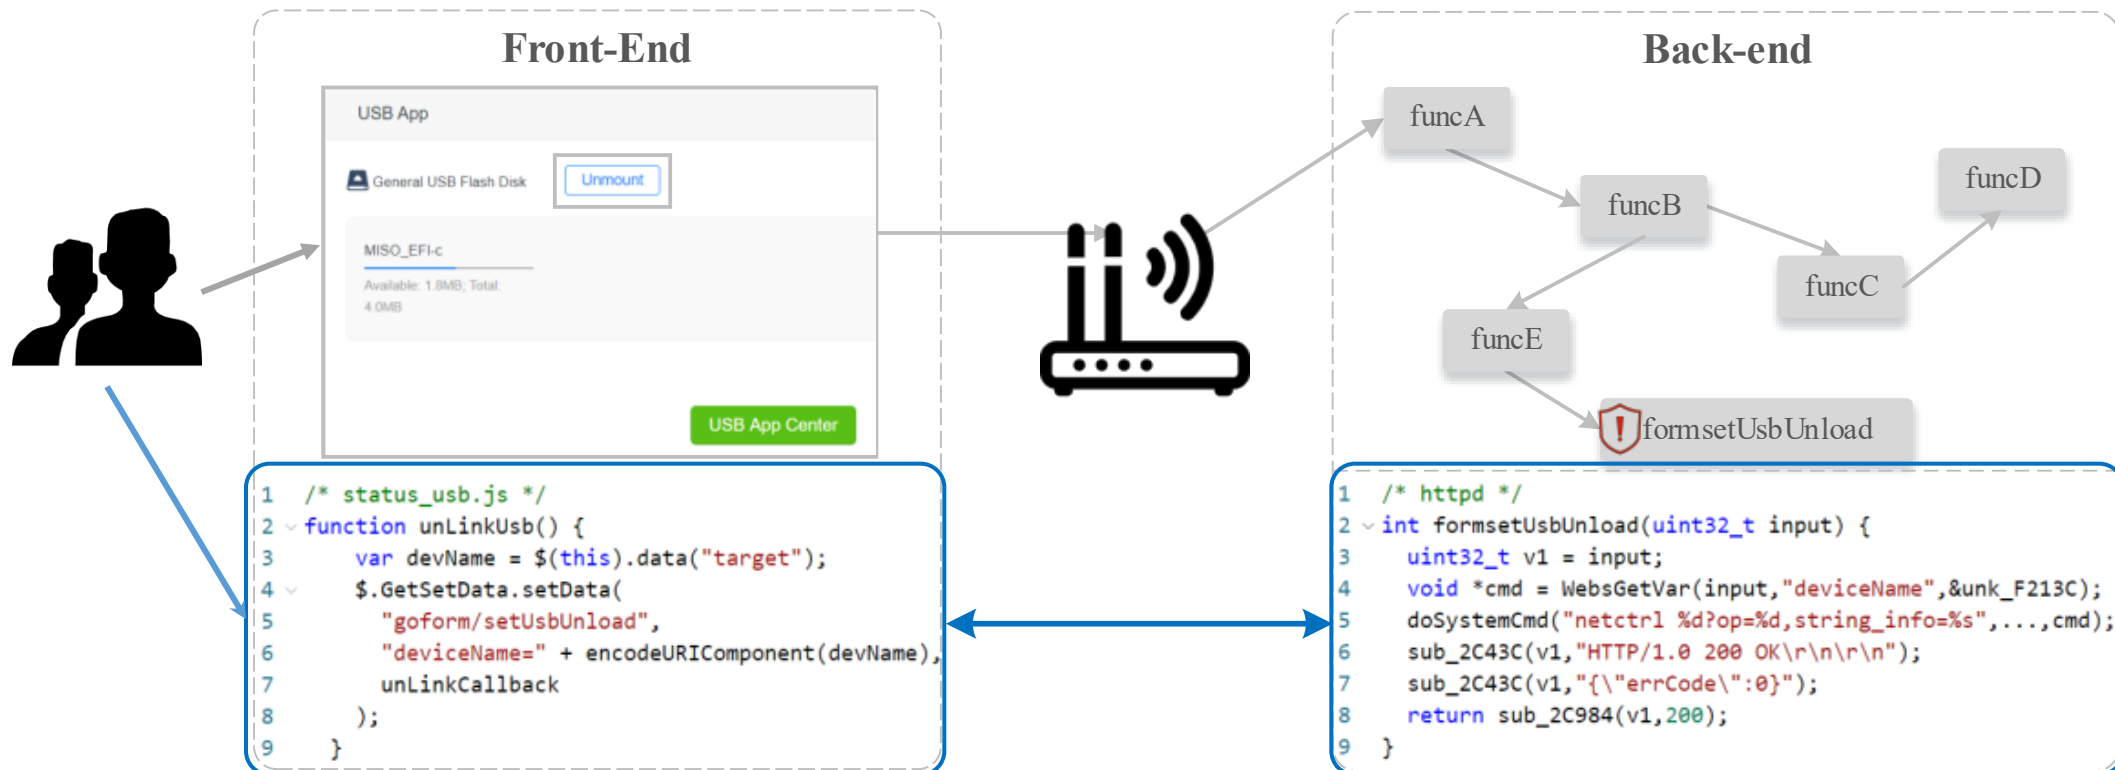 Front-End
USB App
General USB Flash Disk
Unmount
MISO_EFI-c
Available: 1.8MB; Total:
4.0MB
USB App Center
1 /* status_usb.js */
2 function unLinkUsb() {
3 var devName = $(this).data("target");
4 $.GetSetData.setData(
5 "goform/setUsbUnload",
6 "deviceName=" + encodeURIComponent(devName),
7 unLinkCallback
8 );
9 }
Back-end
funcA
funcB
funcD
funcC
funcE
formsetUsbUnload
1 /* httpd */
2 int formsetUsbUnload(uint32_t input) {
3 uint32_t v1 = input;
4 void *cmd = WebsGetVar(input,"deviceName",&unk_F213C);
5 doSystemCmd("netctrl %d?op=%d,string_info=%s",...,cmd);
6 sub_2C43C(v1,"HTTP/1.0 200 OK\r\n\r\n");
7 sub_2C43C(v1,"{\"errCode\":0}");
8 return sub_2C984(v1,200);
9 }